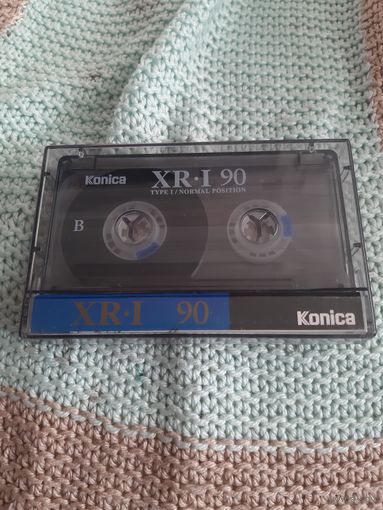 Konica XR·I 90
TYPE I / NORMAL POSITION
B
XR·I 90 Konica